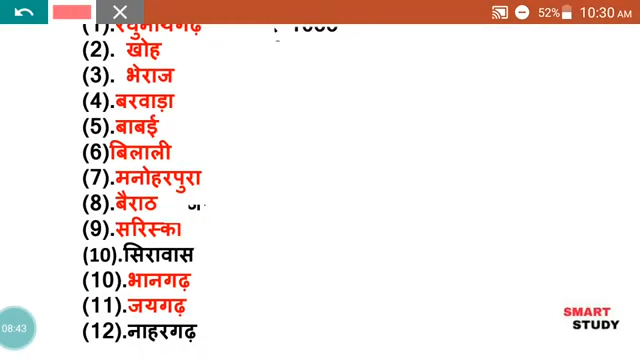 52% 10:30 AM
(2). खोह
(3). भेराज
(4).बरवाड़ा
(5).बाबई
(6)बिलाली
(7).मनोहरपुरा
(8).बैराठ
(9).सरिस्का
(10).सिरावास
(10).भानगढ़
(11).जयगढ़
(12).नाहरगढ़
08:43
SMART
STUDY